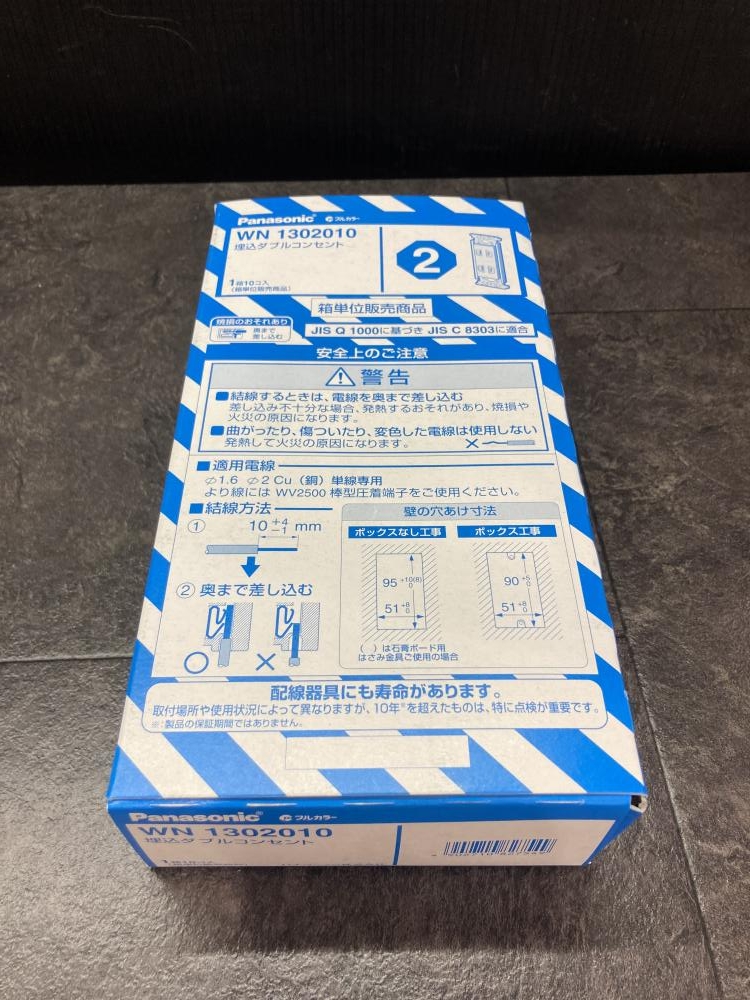 Panasonic フルカラー
WN 1302010
埋込ダブルコンセント
1箱10コ入
(箱単位販売商品)
2
箱単位販売商品
焼損のおそれあり
奥まで
差し込む
JIS Q 1000に基づき JIS C 8303に適合
安全上のご注意
警告
■結線するときは、電線を奥まで差し込む
差し込み不十分な場合、発熱するおそれがあり、焼損や
火災の原因になります。
■曲がったり、傷ついたり、変色した電線は使用しない
発熱して火災の原因になります。
■適用電線
φ1.6 φ2 Cu(銅)単線専用
より線には WV2500 棒型圧着端子をご使用ください。
■結線方法
① 10 +4 -1 mm
② 奥まで差し込む
壁の穴あけ寸法
ボックスなし工事
ボックス工事
95 +10(8) 0
51 +8 0
90 +5 0
51 +8 0
( )は石膏ボード用
はさみ金具ご使用の場合
配線器具にも寿命があります。
取付場所や使用状況によって異なりますが、10年※を超えたものは、特に点検が重要です。
※:製品の保証期間ではありません。
Panasonic フルカラー
WN 1302010
埋込ダブルコンセント